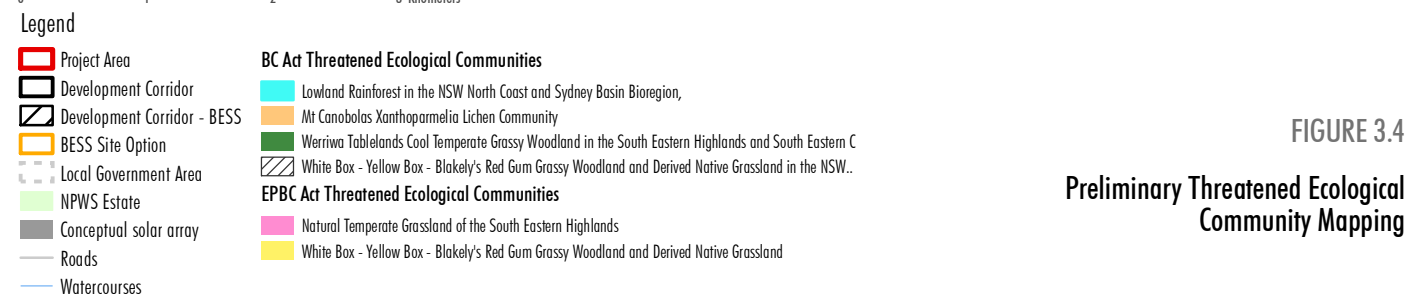 Legend
Project Area
Development Corridor
Development Corridor - BESS
BESS Site Option
Local Government Area
NPWS Estate
Conceptual solar array
Roads
Watercourses
BC Act Threatened Ecological Communities
Lowland Rainforest in the NSW North Coast and Sydney Basin Bioregion,
Mt Canobolas Xanthoparmelia Lichen Community
Werriwa Tablelands Cool Temperate Grassy Woodland in the South Eastern Highlands and South Eastern C
White Box - Yellow Box - Blakely's Red Gum Grassy Woodland and Derived Native Grassland in the NSW..
EPBC Act Threatened Ecological Communities
Natural Temperate Grassland of the South Eastern Highlands
White Box - Yellow Box - Blakely's Red Gum Grassy Woodland and Derived Native Grassland
FIGURE 3.4
Preliminary Threatened Ecological
Community Mapping